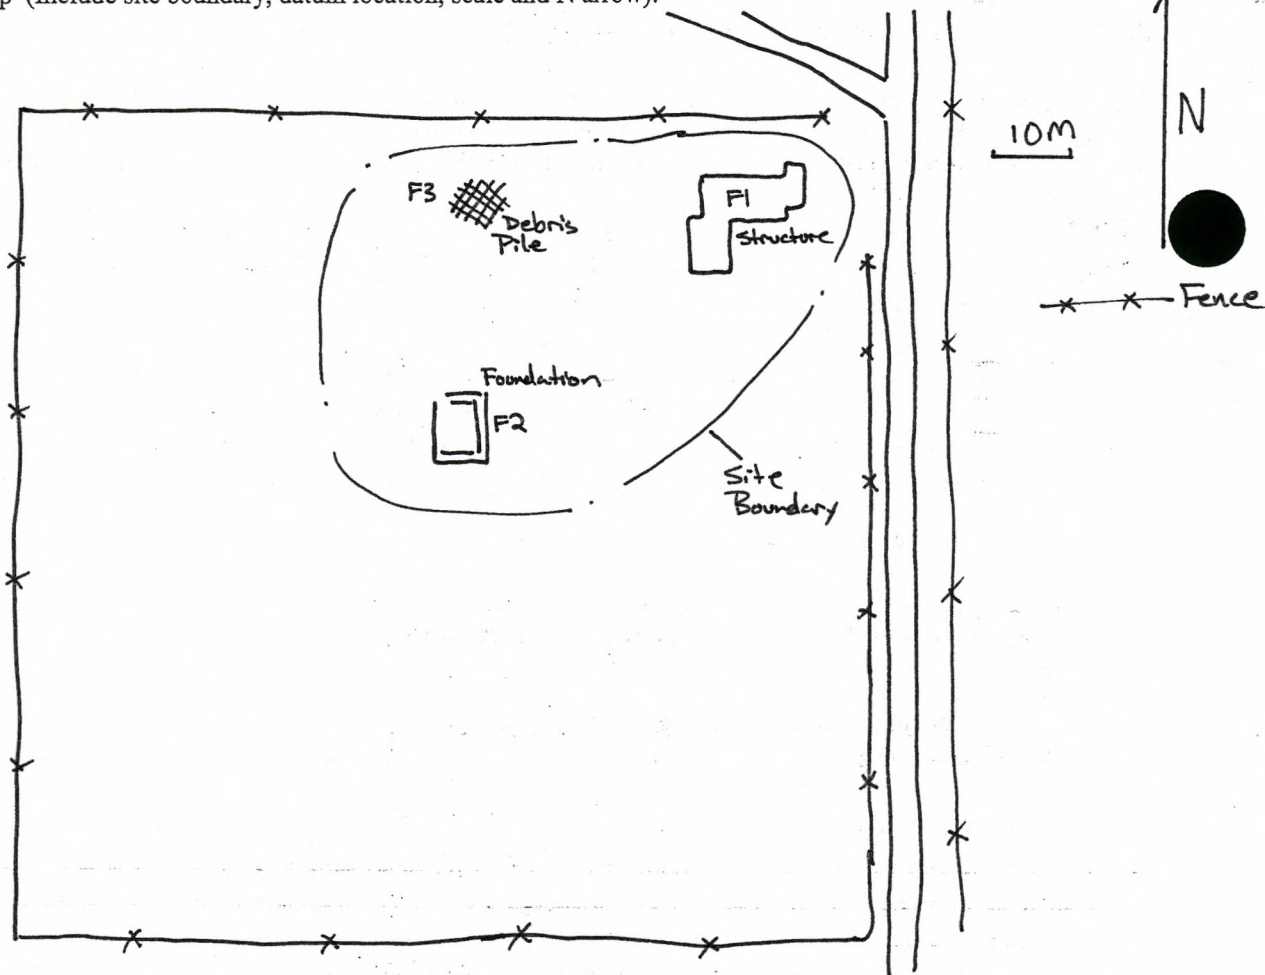 p (include site boundary, datum location, scale and N arrow).
10M
N
F3
Debris
Pile
F1
Structure
Fence
Foundation
F2
Site
Boundary